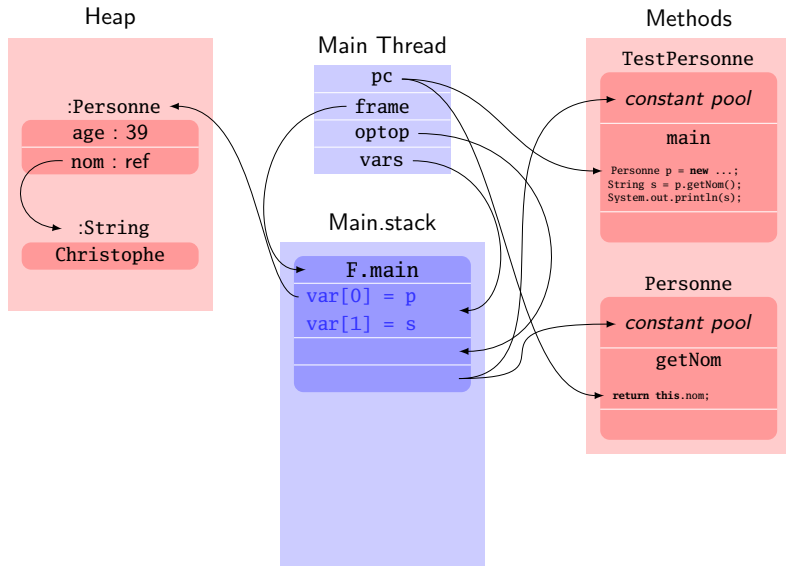 Heap
:Personne
age : 39
nom : ref
:String
Christophe
Main Thread
pc
frame
optop
vars
Main.stack
F.main
var[0] = p
var[1] = s
Methods
TestPersonne
constant pool
main
Personne p = new ...;
String s = p.getNom();
System.out.println(s);
Personne
constant pool
getNom
return this.nom;